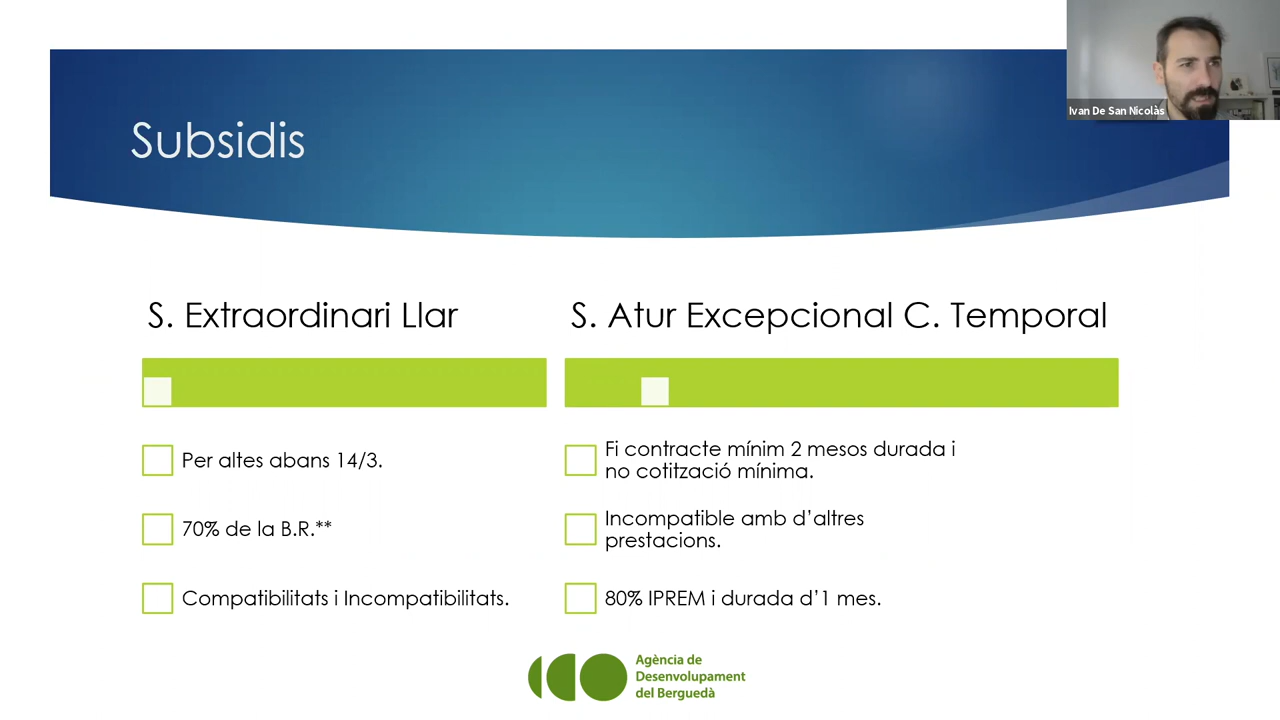 Ivan De San Nicolàs
Subsidis
S. Extraordinari Llar
Per altes abans 14/3.
70% de la B.R.**
Compatibilitats i Incompatibilitats.
S. Atur Excepcional C. Temporal
Fi contracte mínim 2 mesos durada i
no cotització mínima.
Incompatible amb d’altres
prestacions.
80% IPREM i durada d’1 mes.
Agència de
Desenvolupament
del Berguedà